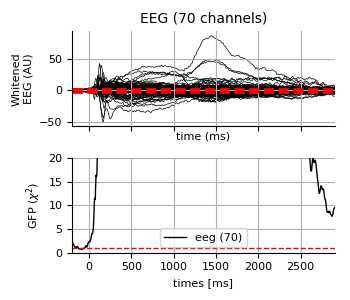 EEG (70 channels)
Whitened
EEG (AU)
50
0
−50
time (ms)
GFP (χ²)
20
15
10
5
0
eeg (70)
0 500 1000 1500 2000 2500
times [ms]